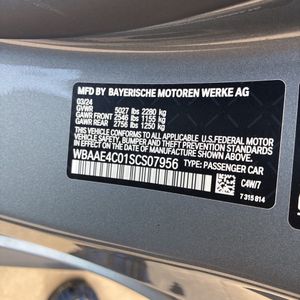 MFD BY BAYERISCHE MOTOREN WERKE AG
03/24
GVWR 5027 lbs 2280 kg
GAWR FRONT 2546 lbs 1155 kg
GAWR REAR 2756 lbs 1250 kg
THIS VEHICLE CONFORMS TO ALL APPLICABLE U.S. FEDERAL MOTOR
VEHICLE SAFETY, BUMPER, AND THEFT PREVENTION STANDARDS IN
EFFECT ON THE DATE OF MANUFACTURE SHOWN ABOVE.
WBAAE4C01SCS07956 TYPE: PASSENGER CAR
C4W/7
7 315 814